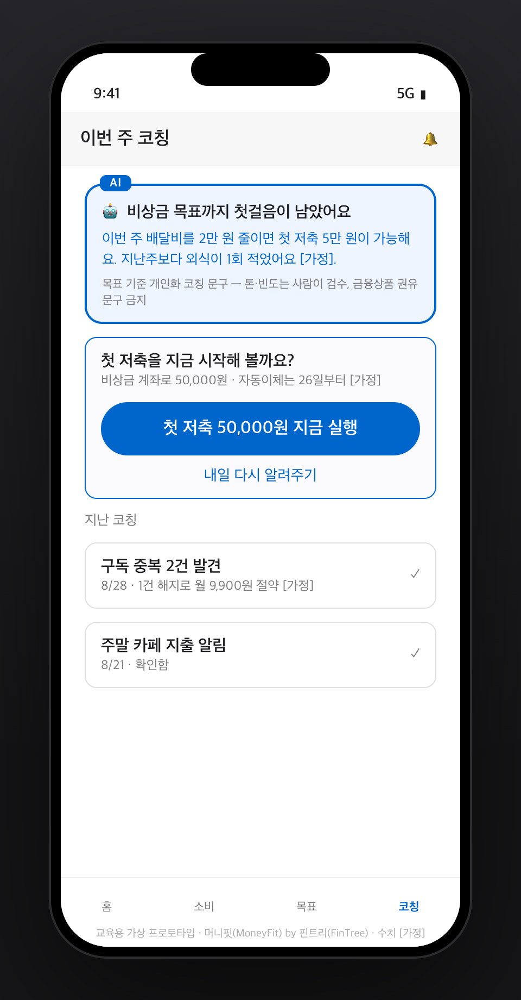 9:41
5G
이번 주 코칭
AI
비상금 목표까지 첫걸음이 남았어요
이번 주 배달비를 2만 원 줄이면 첫 저축 5만 원이 가능해
요. 지난주보다 외식이 1회 적었어요 [가정].
목표 기준 개인화 코칭 문구 — 톤·빈도는 사람이 검수, 금융상품 권유
문구 금지
첫 저축을 지금 시작해 볼까요?
비상금 계좌로 50,000원 · 자동이체는 26일부터 [가정]
첫 저축 50,000원 지금 실행
내일 다시 알려주기
지난 코칭
구독 중복 2건 발견
8/28 · 1건 해지로 월 9,900원 절약 [가정]
주말 카페 지출 알림
8/21 · 확인함
홈
소비
목표
코칭
교육용 가상 프로토타입 · 머니핏(MoneyFit) by 핀트리(FinTree) · 수치 [가정]